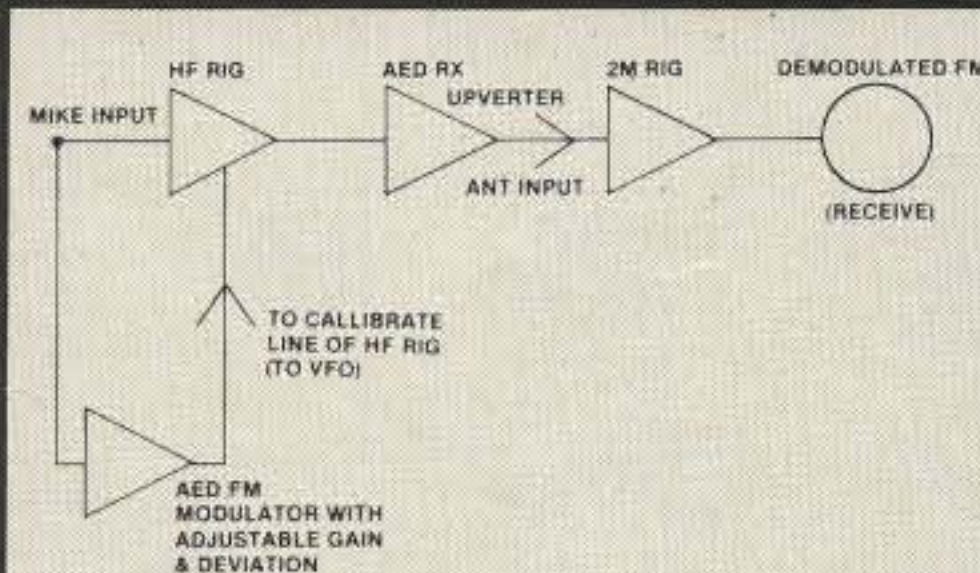 HF RIG
AED RX
2M RIG
DEMODULATED FM
UPVERTER
MIKE INPUT
ANT INPUT
(RECEIVE)
TO CALLIBRATE
LINE OF HF RIG
(TO VFO)
AED FM
MODULATOR WITH
ADJUSTABLE GAIN
& DEVIATION